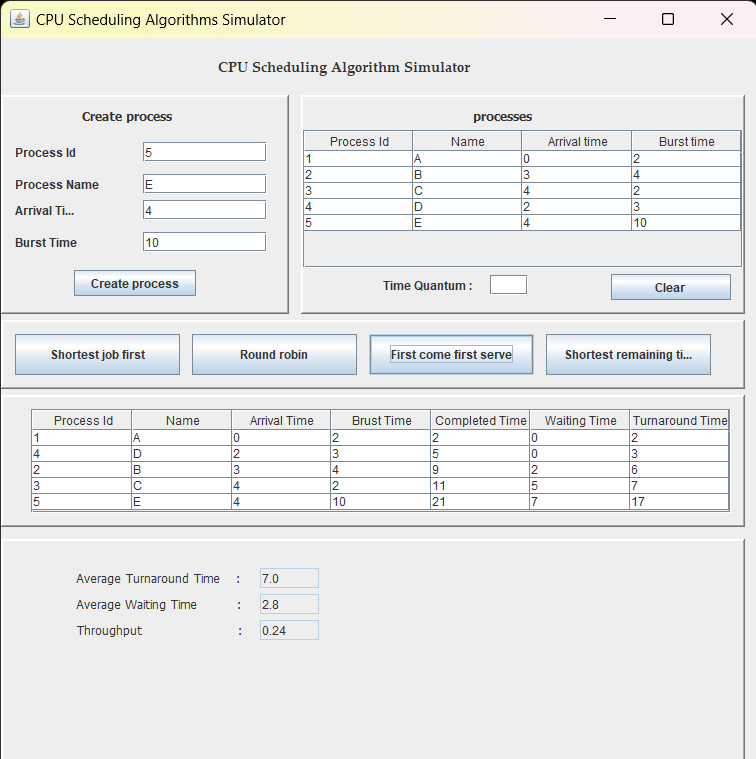 CPU Scheduling Algorithms Simulator
CPU Scheduling Algorithm Simulator
Create process
Process Id 5
Process Name E
Arrival Ti... 4
Burst Time 10
Create process
processes
Process Id Name Arrival time Burst time
1 A 0 2
2 B 3 4
3 C 4 2
4 D 2 3
5 E 4 10
Time Quantum : Clear
Shortest job first Round robin First come first serve Shortest remaining ti...
Process Id Name Arrival Time Brust Time Completed Time Waiting Time Turnaround Time
1 A 0 2 2 0 2
4 D 2 3 5 0 3
2 B 3 4 9 2 6
3 C 4 2 11 5 7
5 E 4 10 21 7 17
Average Turnaround Time : 7.0
Average Waiting Time : 2.8
Throughput : 0.24